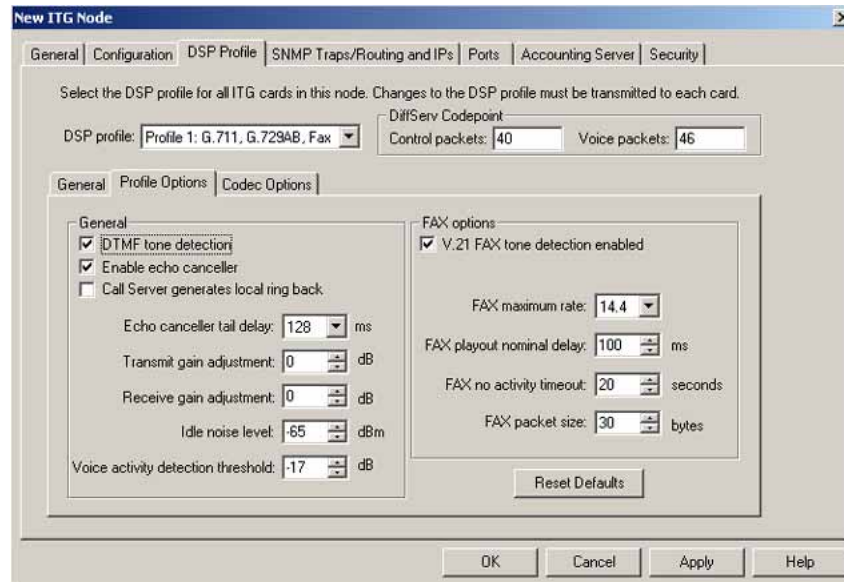 New ITG Node
General Configuration DSP Profile SNMP Traps/Routing and IPs Ports Accounting Server Security
Select the DSP profile for all ITG cards in this node. Changes to the DSP profile must be transmitted to each card.
DiffServ Codepoint
DSP profile: Profile 1: G.711, G.729AB, Fax Control packets: 40 Voice packets: 46
General Profile Options Codec Options
General
DTMF tone detection
Enable echo canceller
Call Server generates local ring back
Echo canceller tail delay: 128 ms
Transmit gain adjustment: 0 dB
Receive gain adjustment: 0 dB
Idle noise level: -65 dBm
Voice activity detection threshold: -17 dB
FAX options
V.21 FAX tone detection enabled
FAX maximum rate: 14.4
FAX playout nominal delay: 100 ms
FAX no activity timeout: 20 seconds
FAX packet size: 30 bytes
Reset Defaults
OK Cancel Apply Help